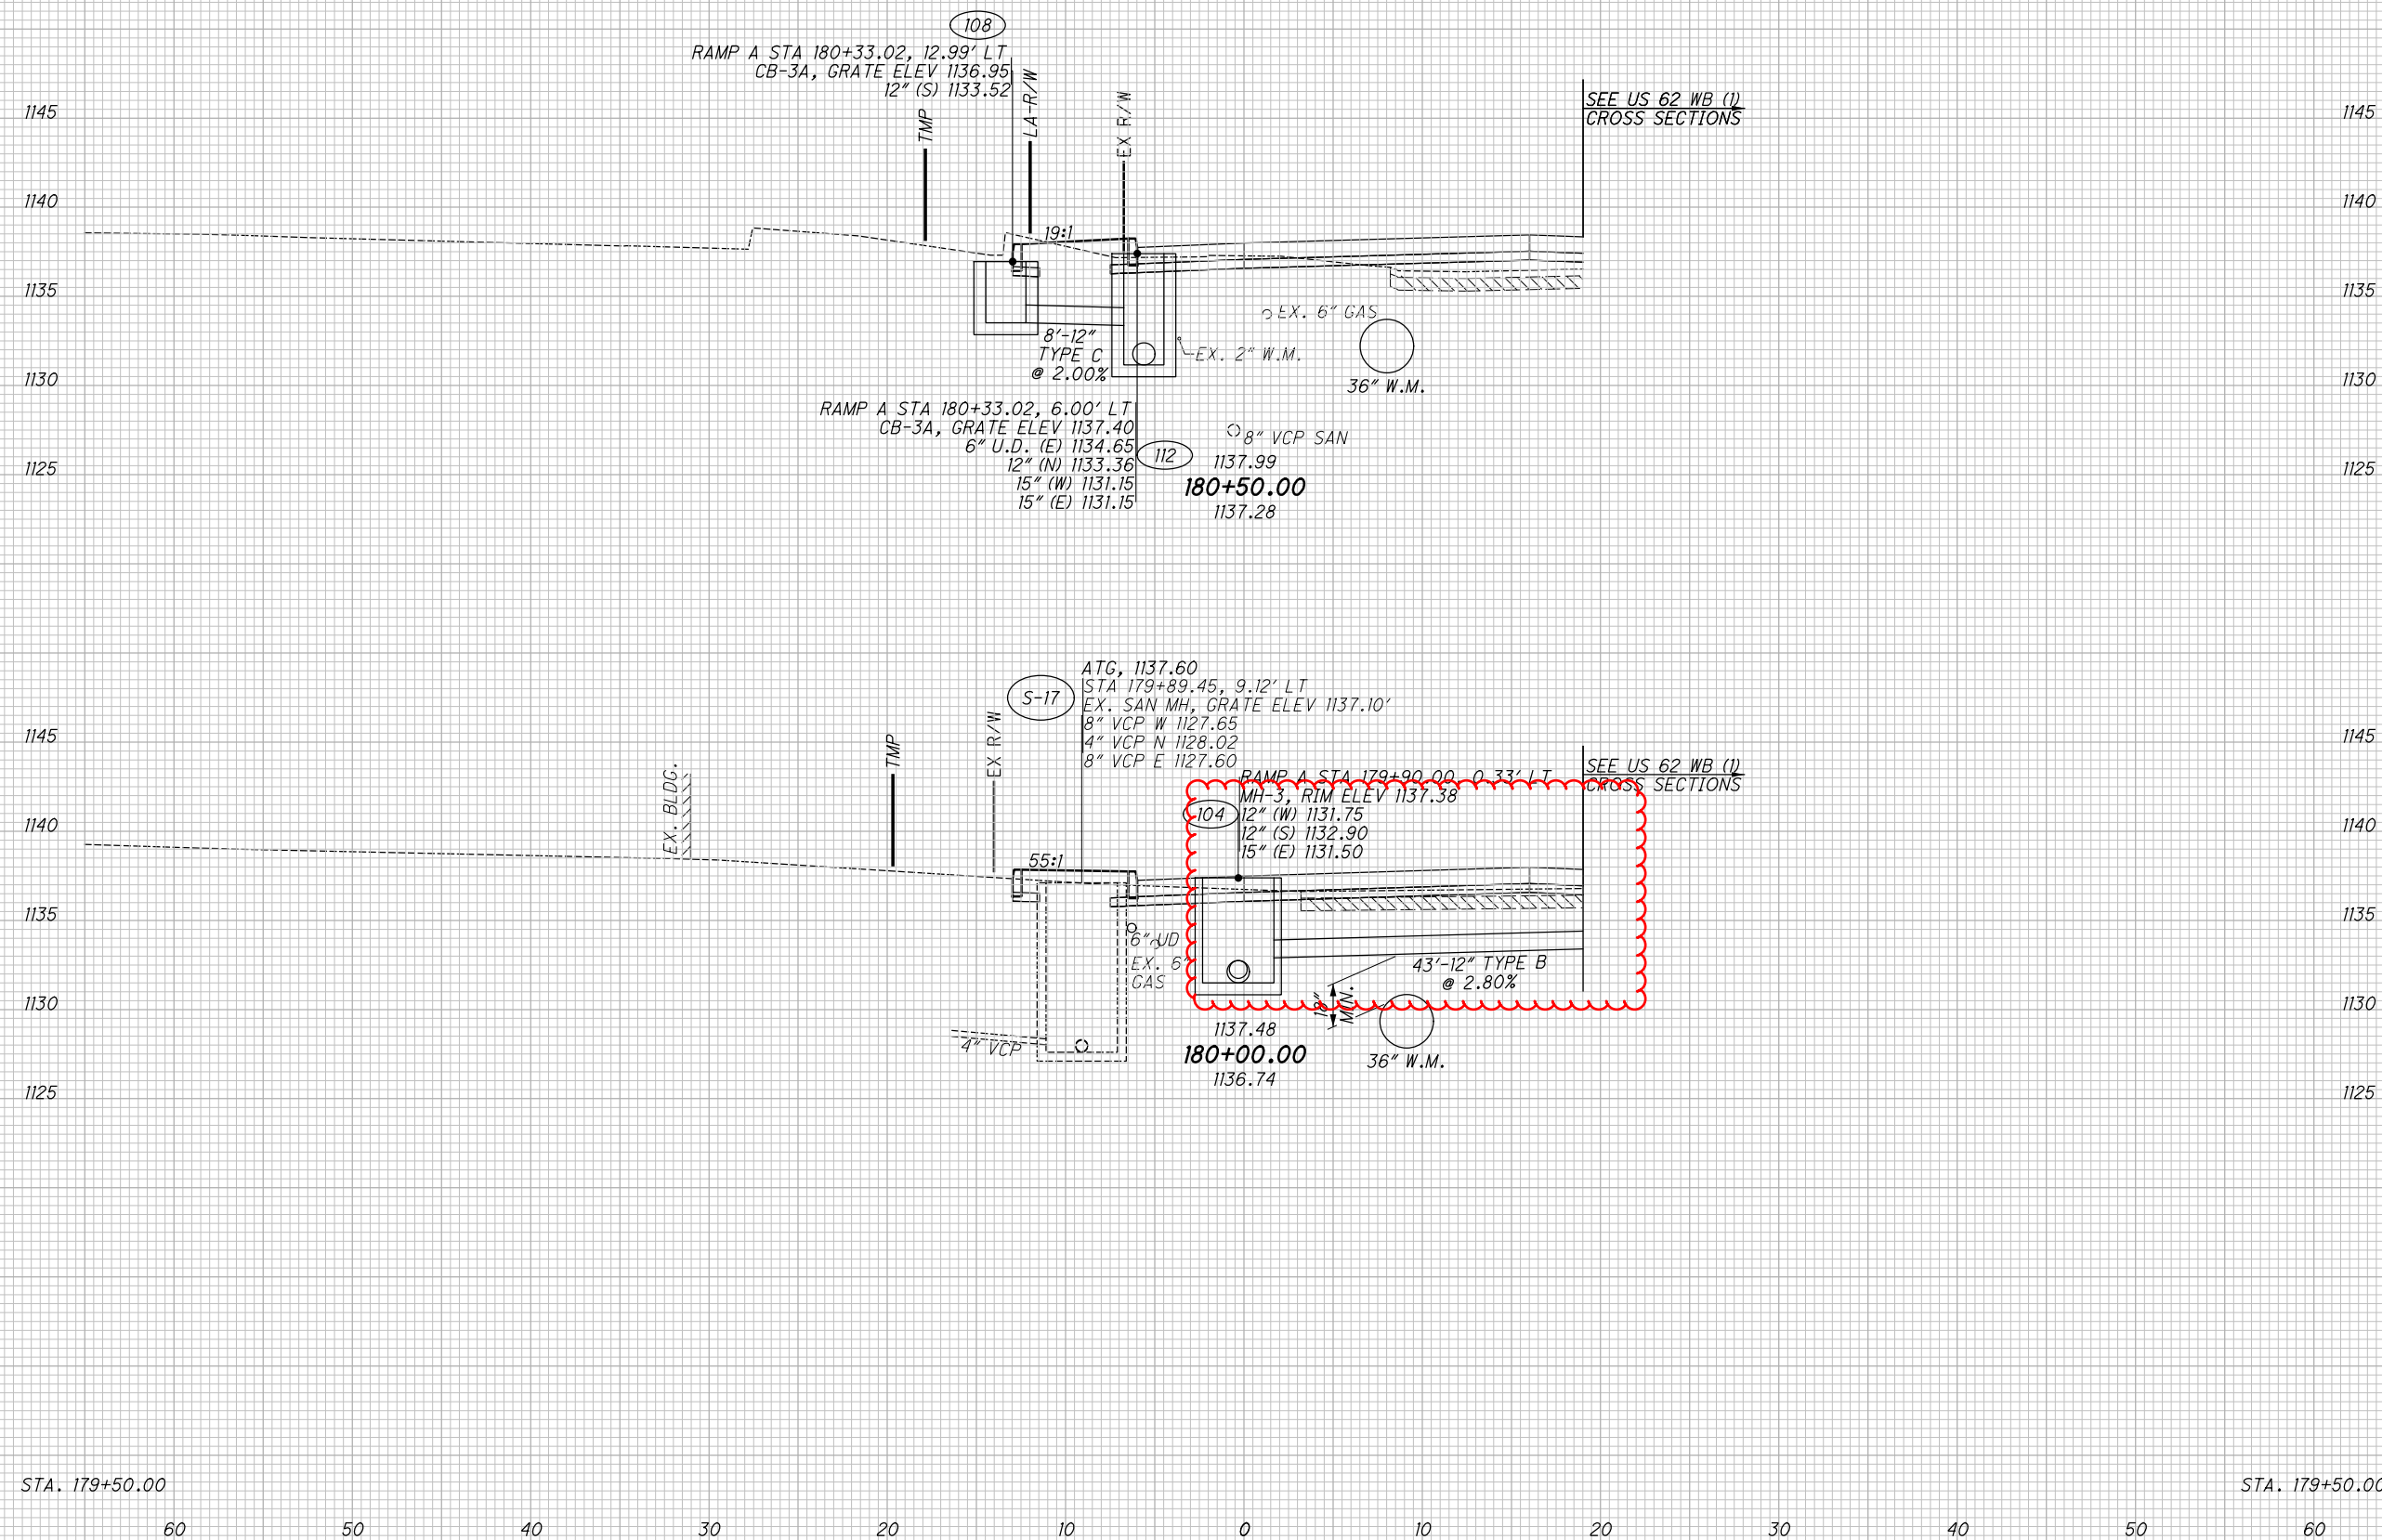 108
RAMP A STA 180+33.02, 12.99' LT
CB-3A, GRATE ELEV 1136.95
12" (S) 1133.52
TMP
LA-R/W
EX R/W
SEE US 62 WB (1)
CROSS SECTIONS
1145
1145
1140
1140
19:1
1135
1135
EX. 6" GAS
8'-12"
TYPE C
@ 2.00%
EX. 2" W.M.
36" W.M.
1130
1130
RAMP A STA 180+33.02, 6.00' LT
CB-3A, GRATE ELEV 1137.40
6" U.D. (E) 1134.65
12" (N) 1133.36
15" (W) 1131.15
15" (E) 1131.15
112
8" VCP SAN
1125
1125
1137.99
180+50.00
1137.28
S-17
ATG, 1137.60
STA 179+89.45, 9.12' LT
EX. SAN MH, GRATE ELEV 1137.10'
8" VCP W 1127.65
4" VCP N 1128.02
8" VCP E 1127.60
EX. BLDG.
TMP
EX R/W
1145
1145
RAMP A STA 179+90.00, 0.33' LT
MH-3, RIM ELEV 1137.38
12" (W) 1131.75
12" (S) 1132.90
15" (E) 1131.50
104
SEE US 62 WB (1)
CROSS SECTIONS
1140
1140
55:1
1135
1135
6" UD
EX. 6"
GAS
43'-12" TYPE B
@ 2.80%
18"
MIN.
1130
1130
4" VCP
1137.48
180+00.00
1136.74
36" W.M.
1125
1125
STA. 179+50.00
STA. 179+50.00
60 50 40 30 20 10 0 10 20 30 40 50 60